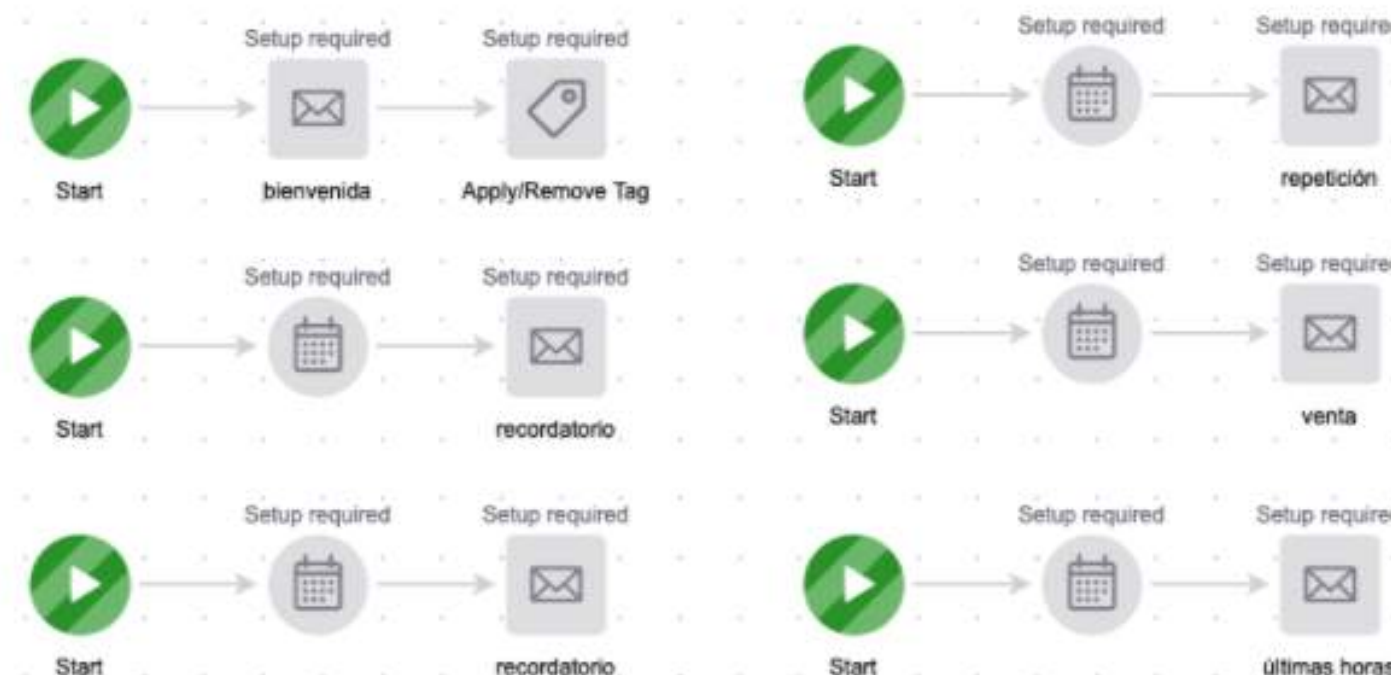 Setup required
Setup required
Start
bienvenida
Apply/Remove Tag
Setup required
Setup required
Start
recordatorio
Setup required
Setup required
Start
recordatorio
Setup required
Setup require
Start
repetición
Setup required
Setup require
Start
venta
Setup required
Setup require
Start
últimas horas